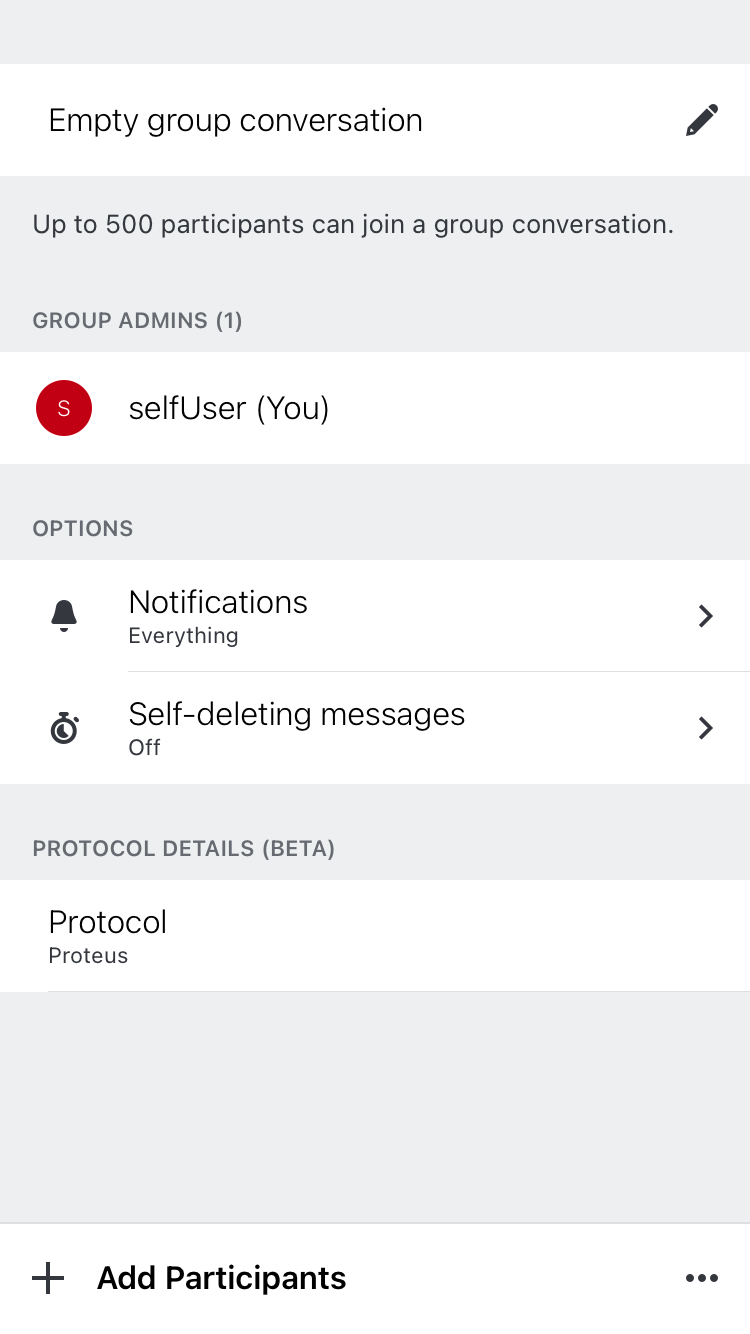 Empty group conversation
Up to 500 participants can join a group conversation.
GROUP ADMINS (1)
S
selfUser (You)
OPTIONS
Notifications
Everything
Self-deleting messages
Off
PROTOCOL DETAILS (BETA)
Protocol
Proteus
Add Participants